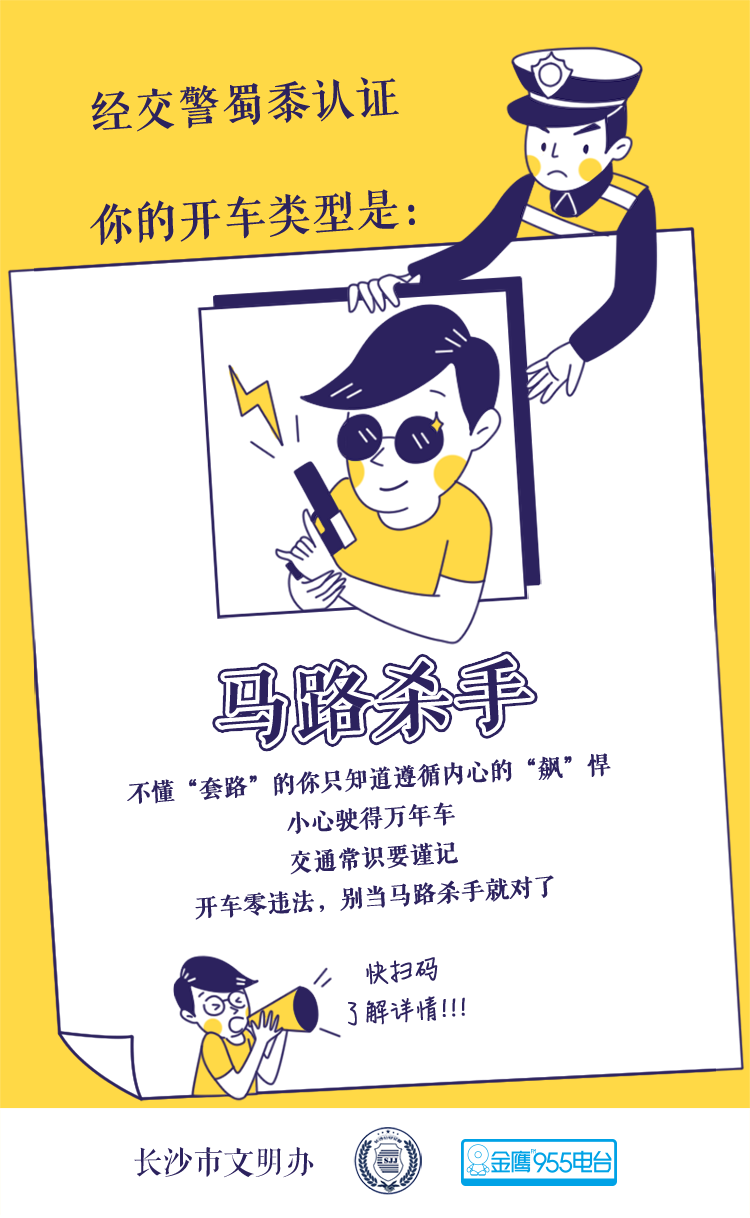 经交警蜀黍认证
你的开车类型是：
马路杀手
不懂“套路”的你只知道遵循内心的“飙”悍
小心驶得万年车
交通常识要谨记
开车零违法，别当马路杀手就对了
快扫码
了解详情!!!
长沙市文明办
SJJ
金鹰955电台